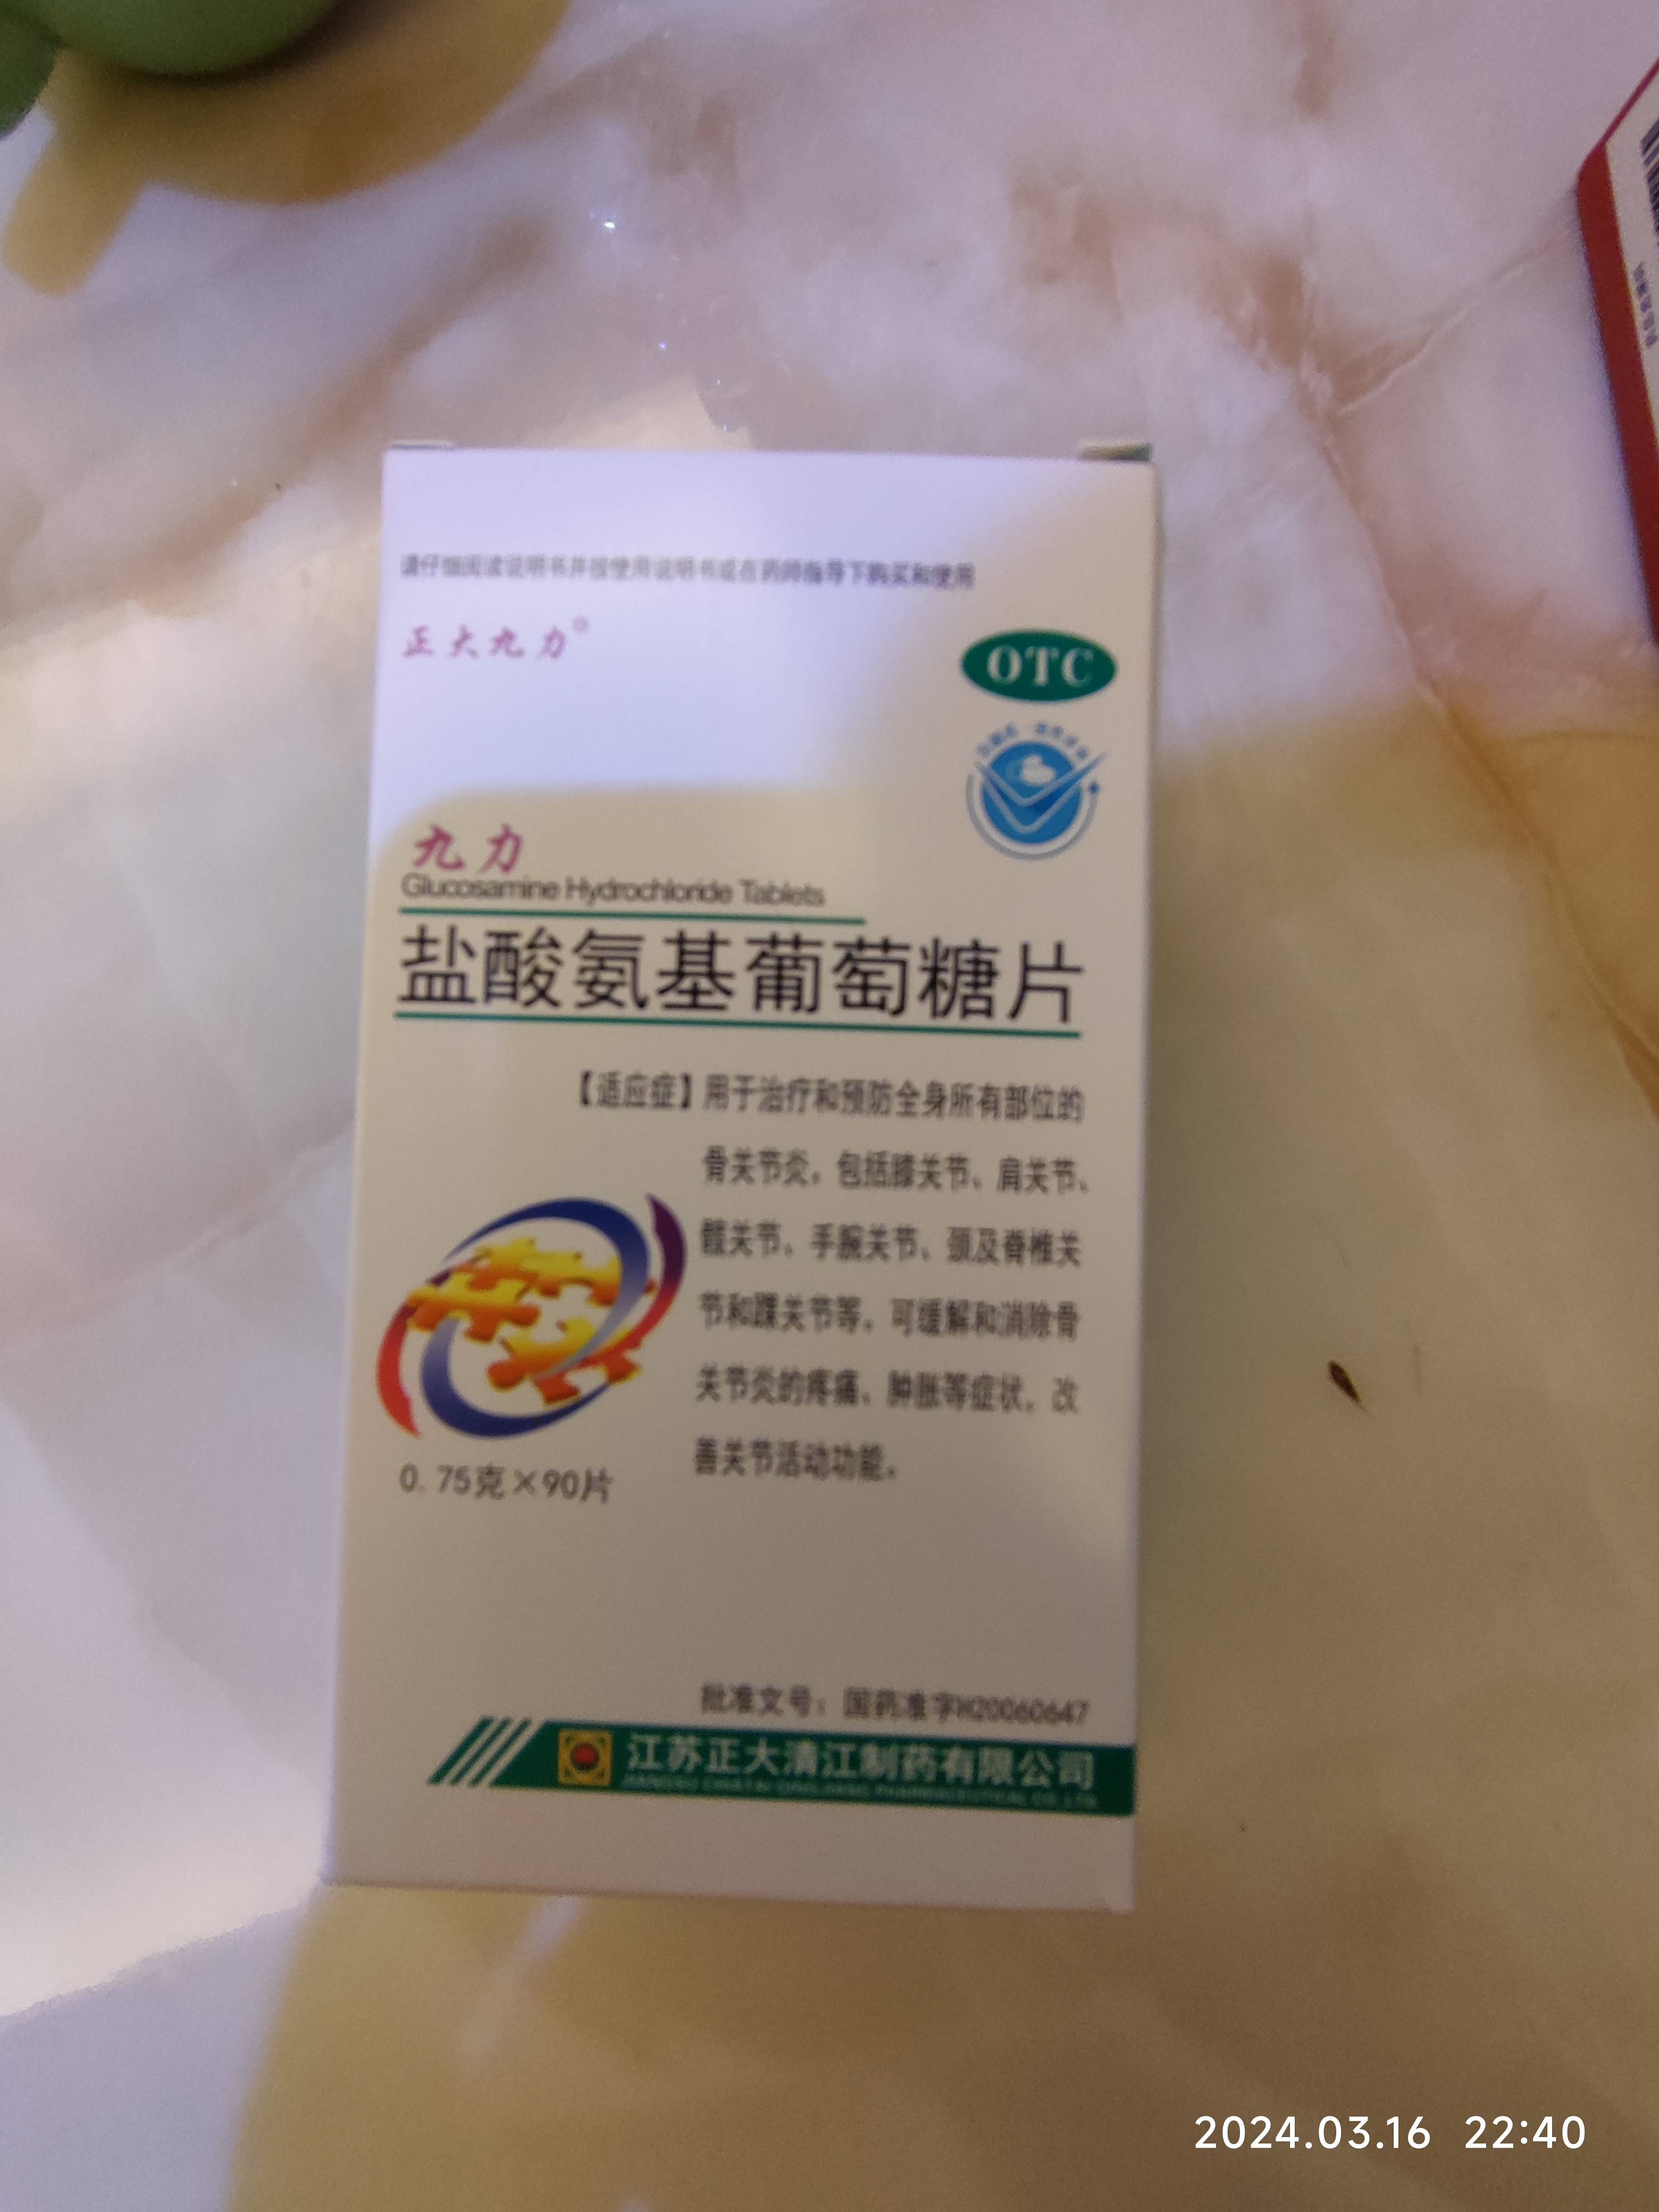 请仔细阅读说明书并按使用说明书或在药师指导下购买和使用
正大九力®
OTC
九力
Glucosamine Hydrochloride Tablets
盐酸氨基葡萄糖片
【适应症】用于治疗和预防全身所有部位的
骨关节炎，包括膝关节、肩关节、
髋关节、手腕关节、颈及脊椎关
节和踝关节等。可缓解和消除骨
关节炎的疼痛、肿胀等症状，改
善关节活动功能。
0.75克×90片
批准文号：国药准字H20060647
江苏正大清江制药有限公司
JIANGSU CHIATAI QINGJIANG PHARMACEUTICAL CO.,LTD.
2024.03.16 22:40